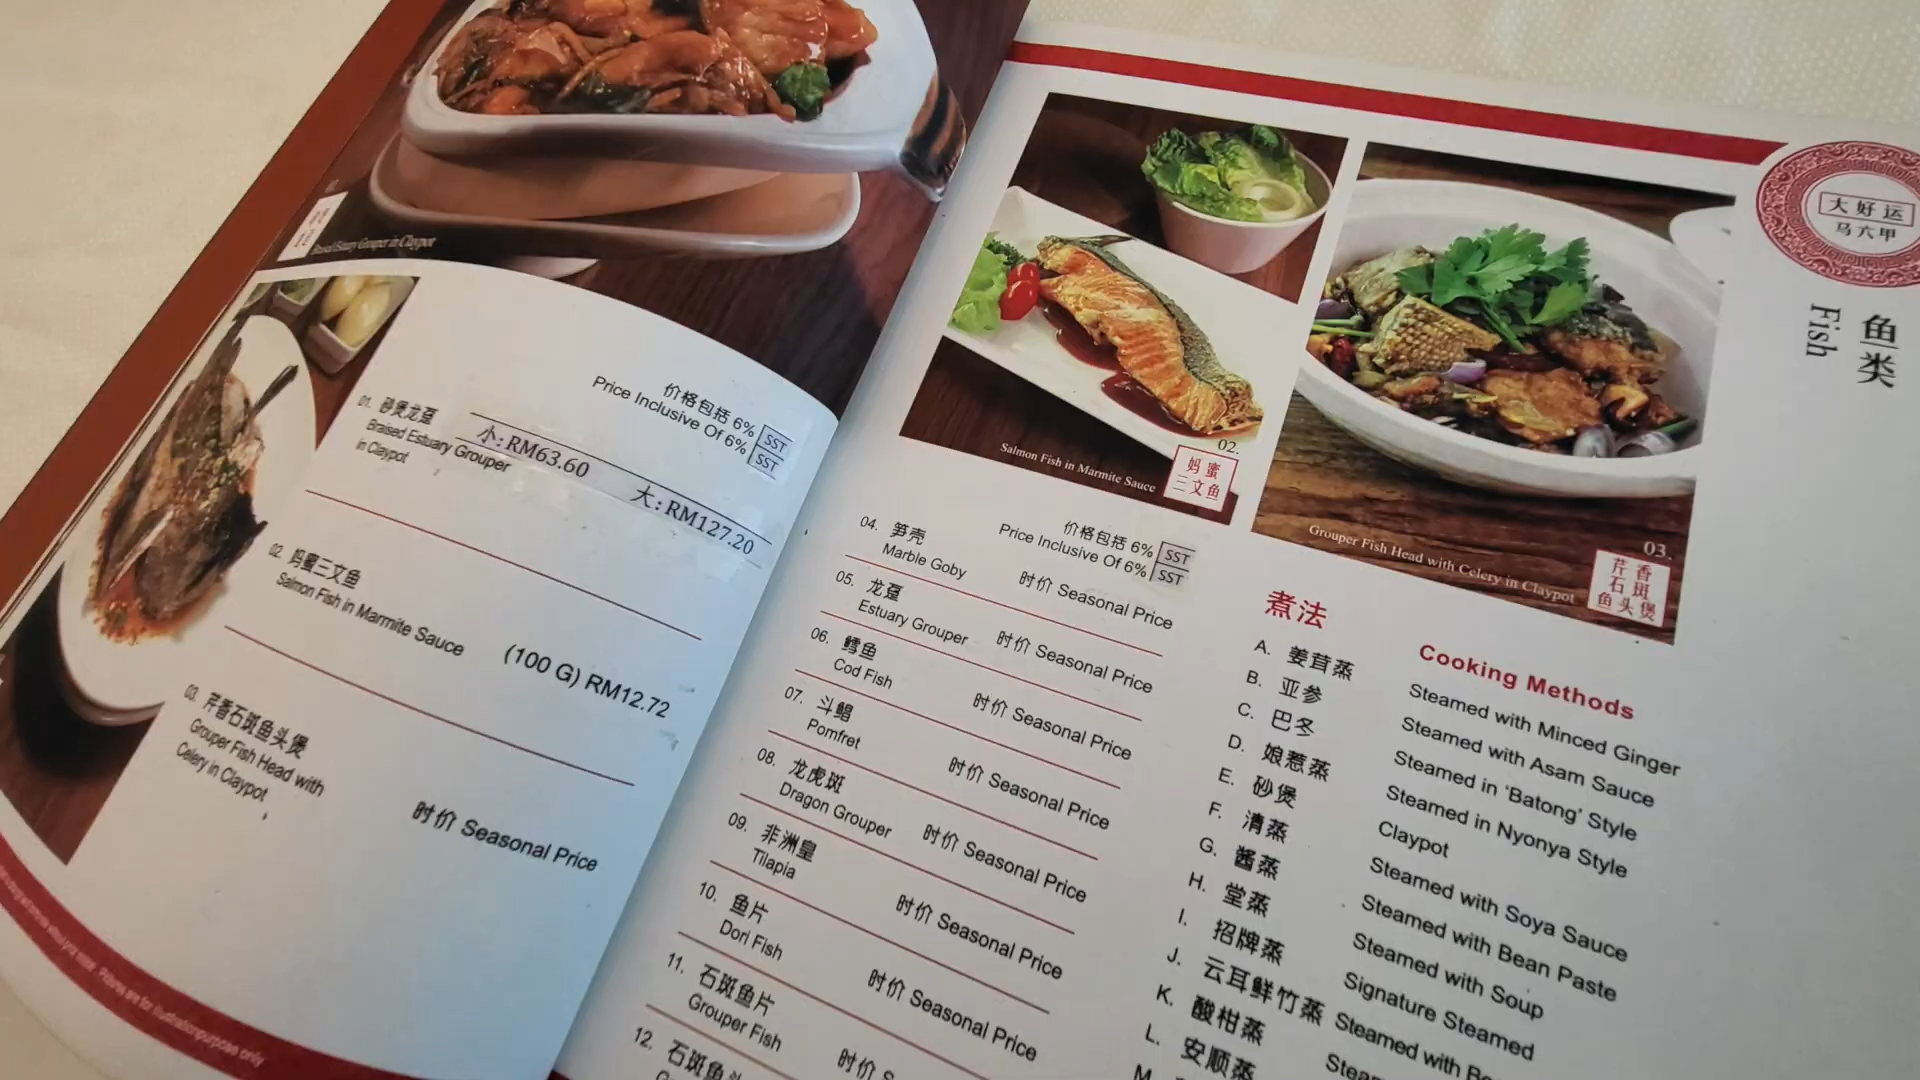 Braised Estuary Grouper in Claypot
价格包括 6% SST
Price Inclusive Of 6% SST
01. 砂煲龙趸
Braised Estuary Grouper
in Claypot
小: RM63.60
大: RM127.20
02. 妈蜜三文鱼
Salmon Fish in Marmite Sauce
(100 G) RM12.72
03. 芹香石斑鱼头煲
Grouper Fish Head with
Celery in Claypot
时价 Seasonal Price
Pictures are for illustration purpose only
大好运
马六甲
鱼类
Fish
02.
Salmon Fish in Marmite Sauce
妈蜜
三文鱼
03.
Grouper Fish Head with Celery in Claypot
芹香
石斑
鱼头煲
价格包括 6% SST
Price Inclusive Of 6% SST
04. 笋壳
Marble Goby
时价 Seasonal Price
05. 龙趸
Estuary Grouper
时价 Seasonal Price
06. 鳕鱼
Cod Fish
时价 Seasonal Price
07. 斗鲳
Pomfret
时价 Seasonal Price
08. 龙虎斑
Dragon Grouper
时价 Seasonal Price
09. 非洲皇
Tilapia
时价 Seasonal Price
10. 鱼片
Dori Fish
时价 Seasonal Price
11. 石斑鱼片
Grouper Fish
时价 S
12. 石斑鱼头
煮法
Cooking Methods
A. 姜茸蒸 Steamed with Minced Ginger
B. 亚参 Steamed with Asam Sauce
C. 巴冬 Steamed in 'Batong' Style
D. 娘惹蒸 Steamed in Nyonya Style
E. 砂煲 Claypot
F. 清蒸 Steamed with Soya Sauce
G. 酱蒸 Steamed with Bean Paste
H. 堂蒸 Steamed with Soup
I. 招牌蒸 Signature Steamed
J. 云耳鲜竹蒸 Steamed with Be
K. 酸柑蒸 Steam
L. 安顺蒸
M.